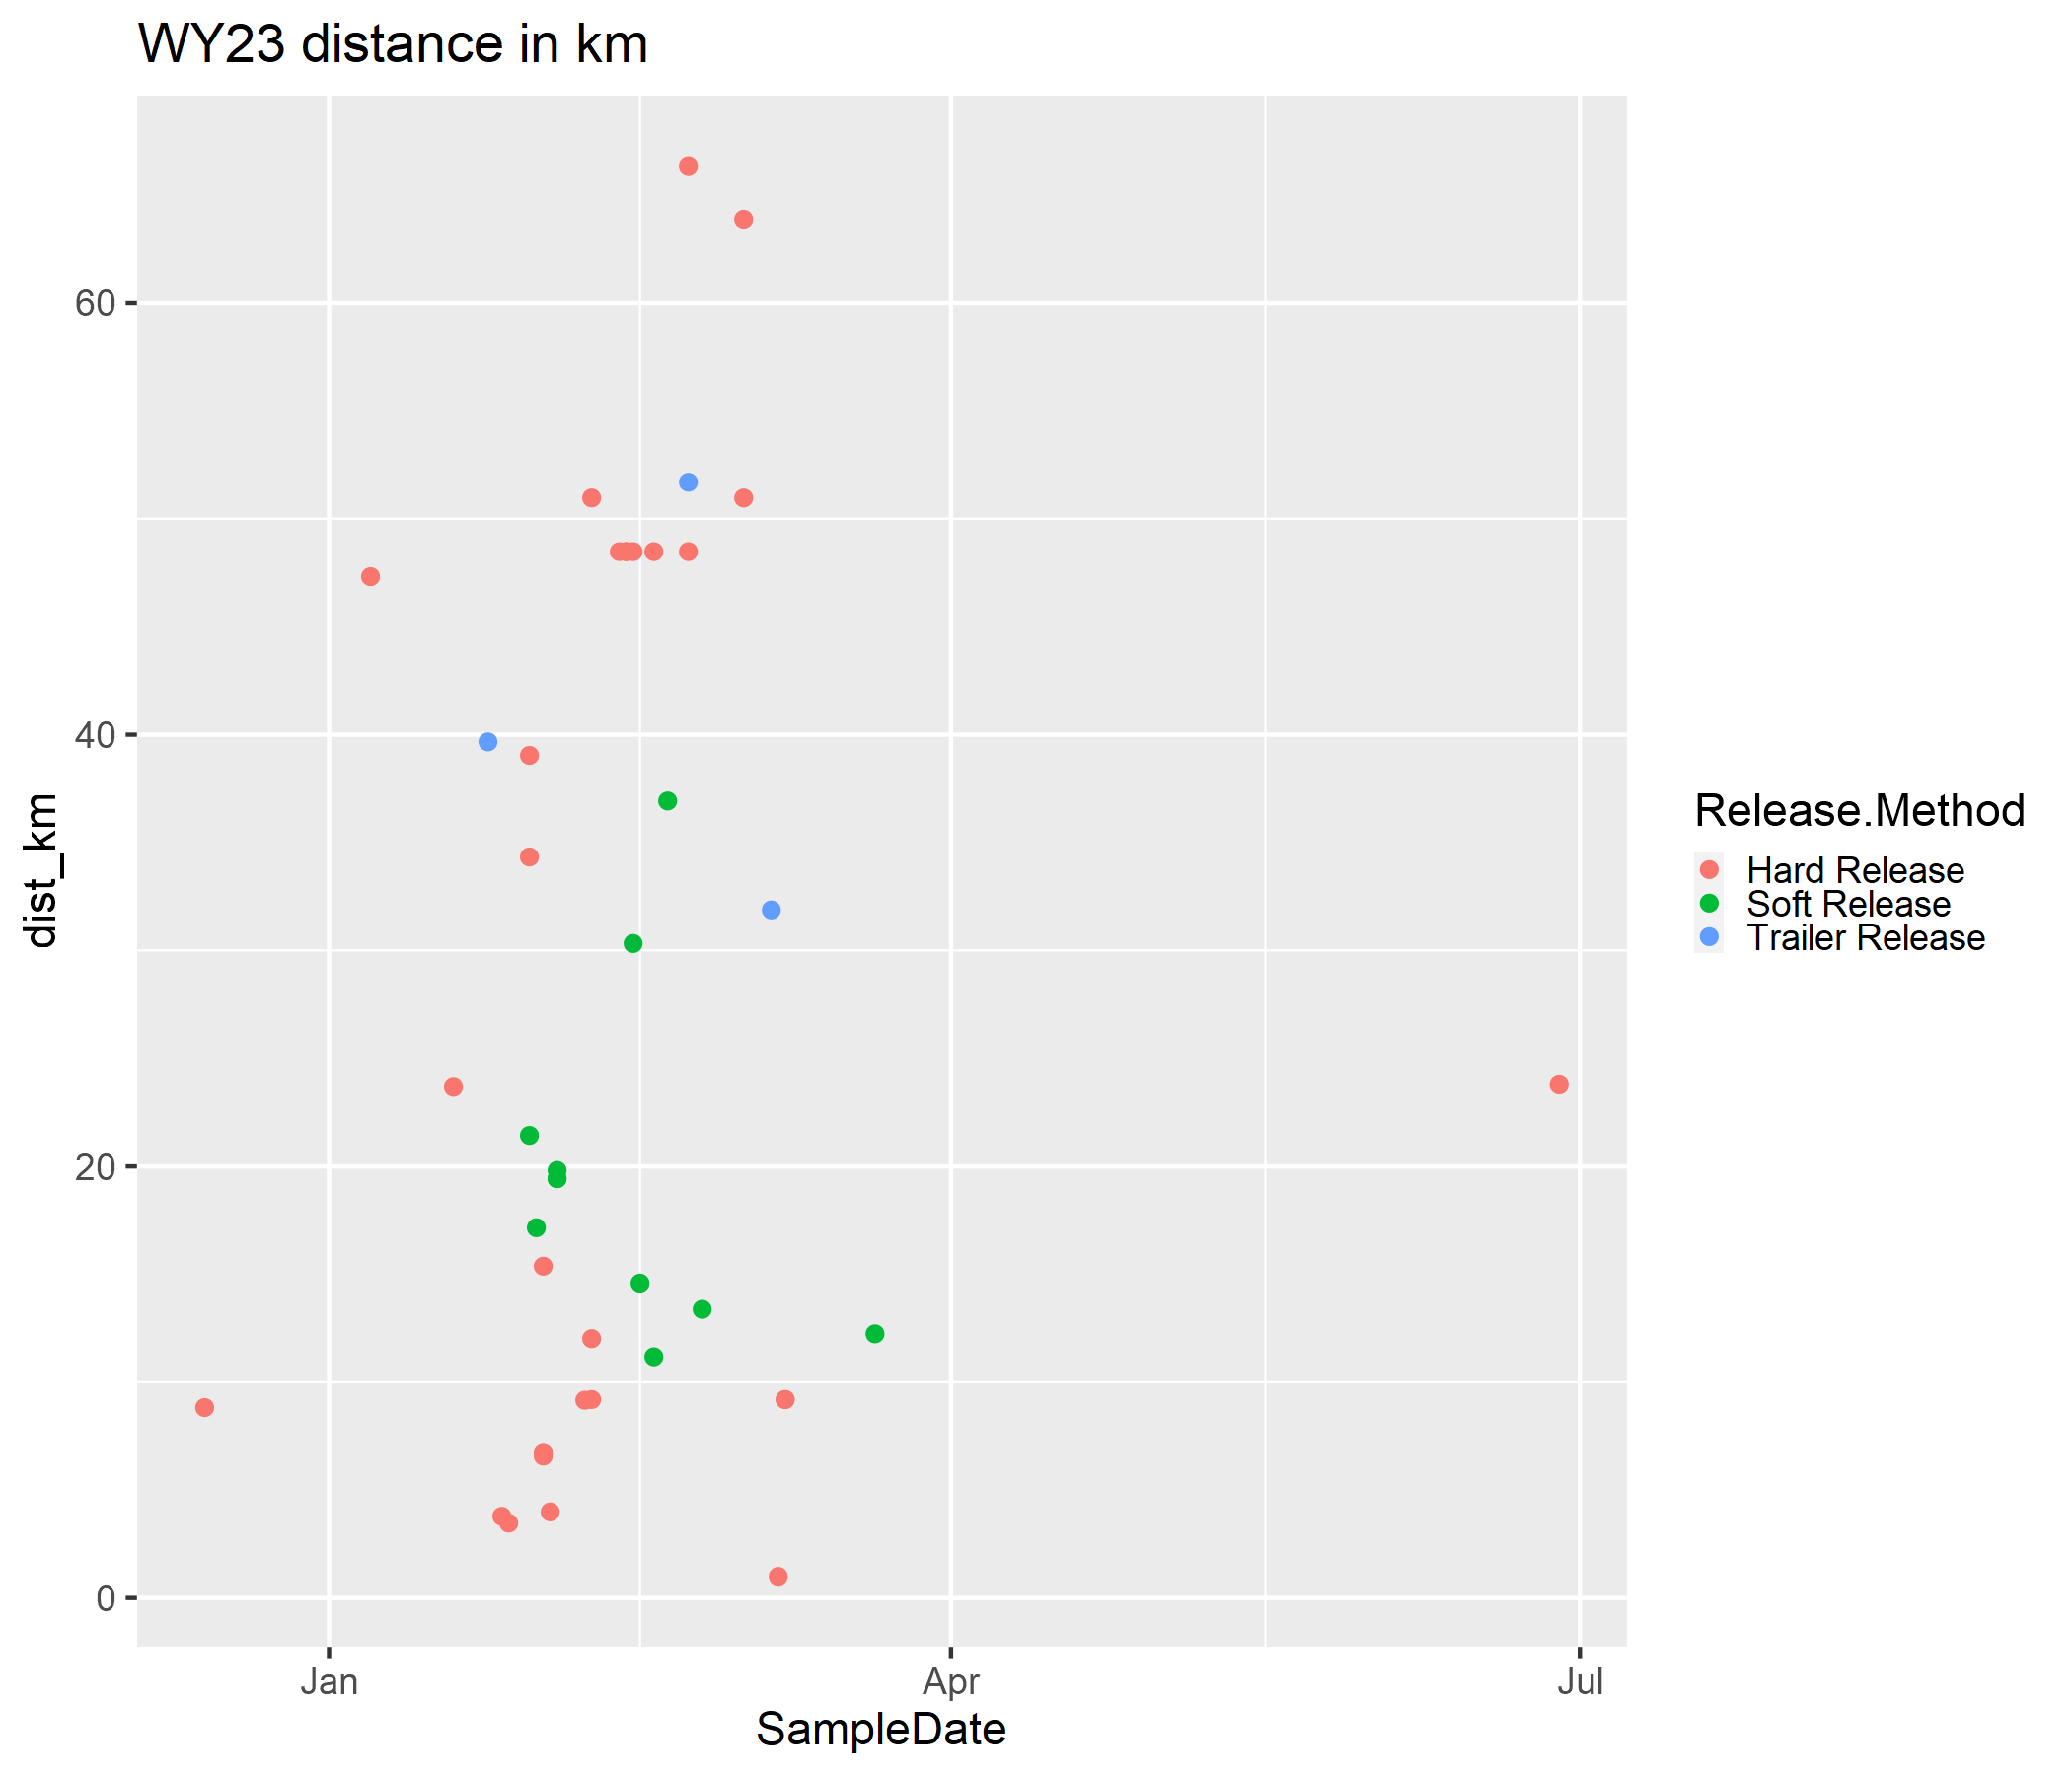 WY23 distance in km
60
40
20
0
dist_km
Jan
Apr
Jul
SampleDate
Release.Method
Hard Release
Soft Release
Trailer Release